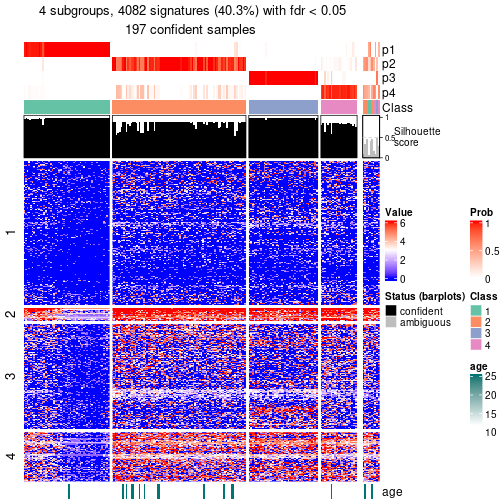 4 subgroups, 4082 signatures (40.3%) with fdr < 0.05
197 confident samples
p1
p2
p3
p4
Class
1
0.5
0
Silhouette
score
1
2
3
4
age
Value
6
4
2
0
Prob
1
0.5
0
Status (barplots)
confident
ambiguous
Class
1
2
3
4
age
25
20
15
10